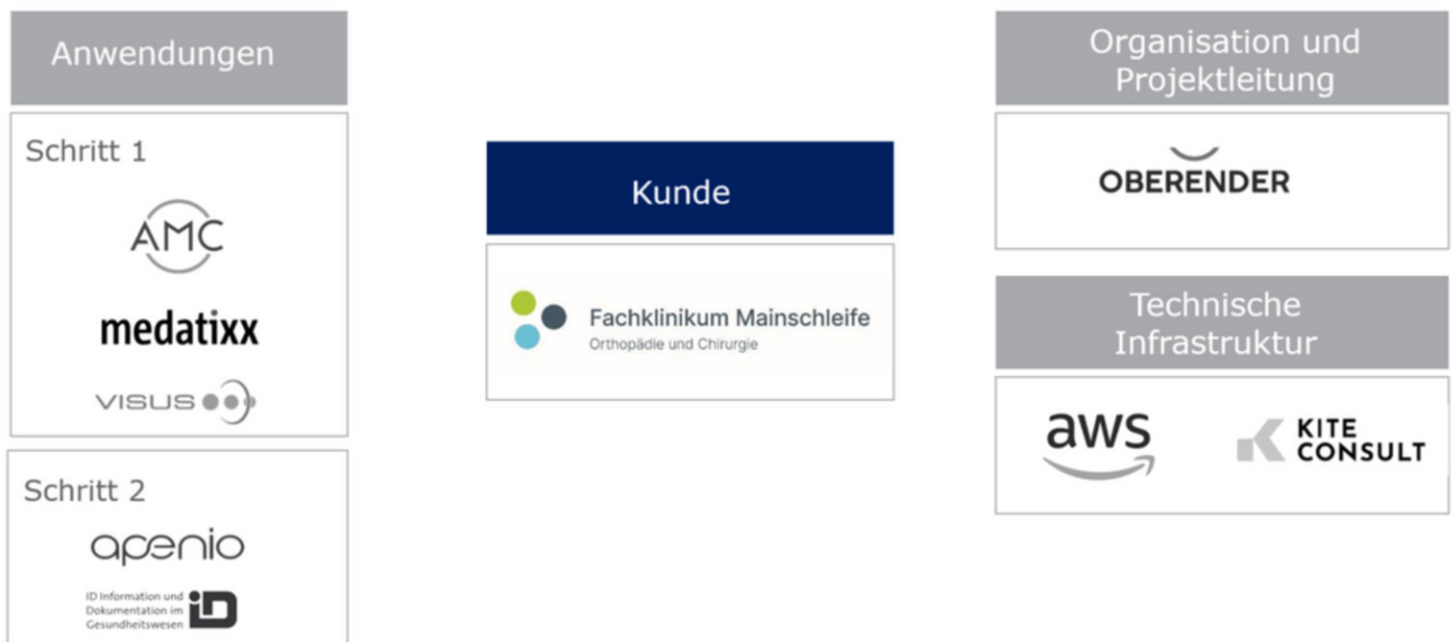 Anwendungen
Schritt 1
AMC
medatixx
VISUS
Schritt 2
apenio
ID Information und
Dokumentation im
Gesundheitswesen
iD
Kunde
Fachklinikum Mainschleife
Orthopädie und Chirurgie
Organisation und
Projektleitung
OBERENDER
Technische
Infrastruktur
aws
KITE
CONSULT